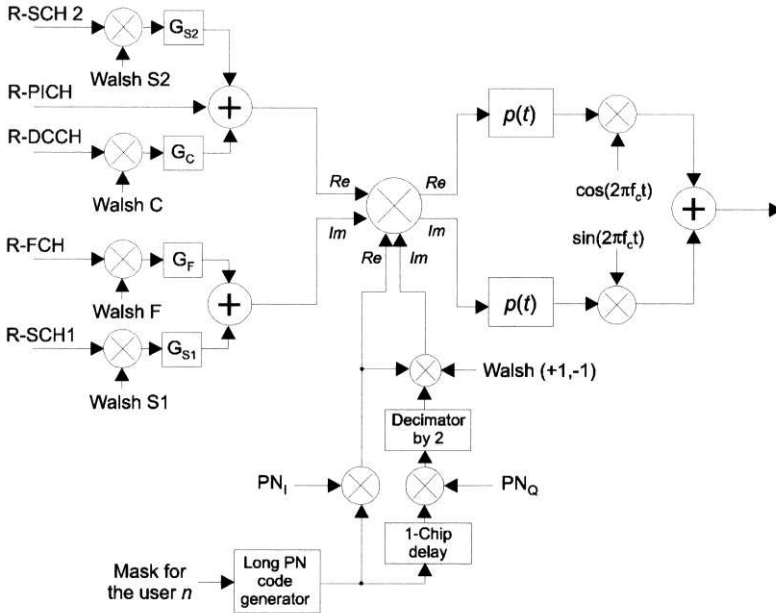 R-SCH 2
G_S2
Walsh S2
R-PICH
+
R-DCCH
G_C
Walsh C
R-FCH
G_F
Walsh F
+
R-SCH1
G_S1
Walsh S1
Re
Im
Re
Im
Re
Im
p(t)
cos(2πf_ct)
sin(2πf_ct)
p(t)
+
Walsh (+1,-1)
Decimator
by 2
PN_I
PN_Q
1-Chip
delay
Mask for
the user n
Long PN
code
generator